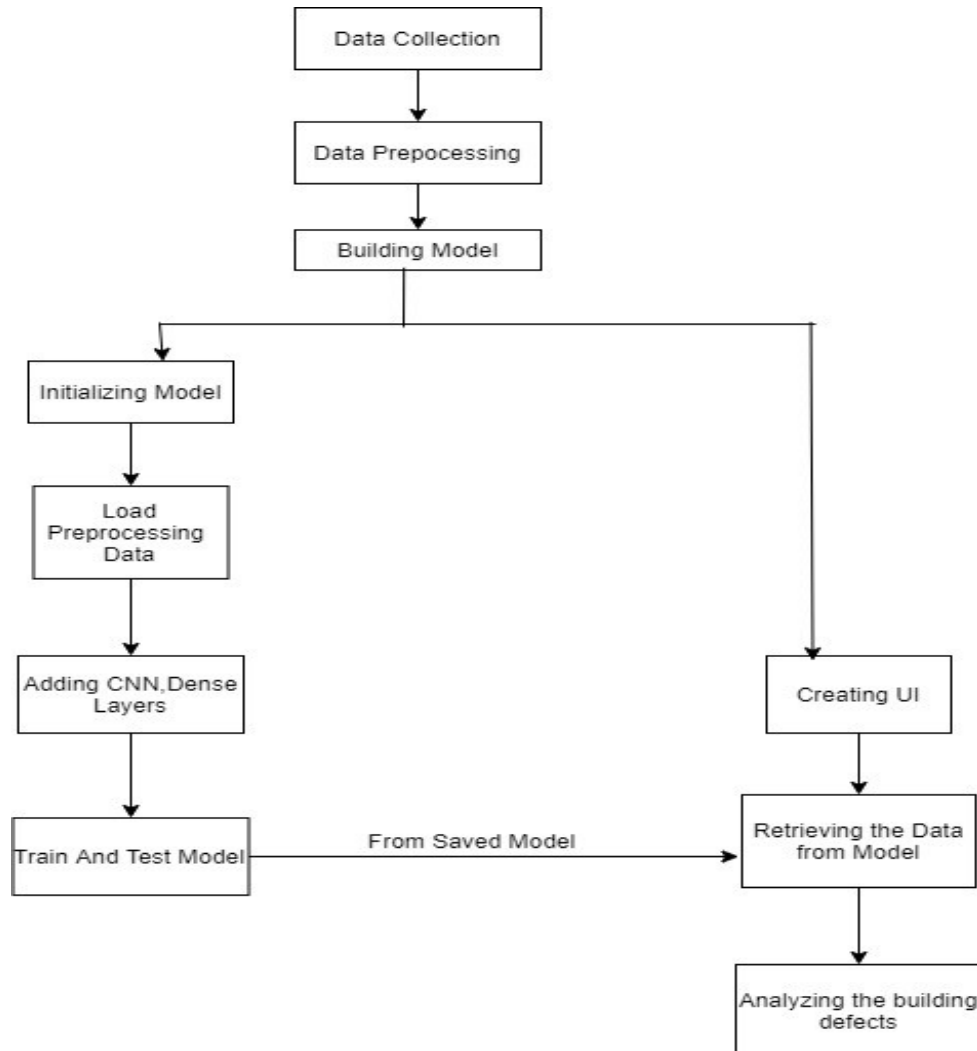 Data Collection
Data Prepocessing
Building Model
Initializing Model
Load
Preprocessing
Data
Adding CNN,Dense
Layers
Creating UI
Train And Test Model
From Saved Model
Retrieving the Data
from Model
Analyzing the building
defects